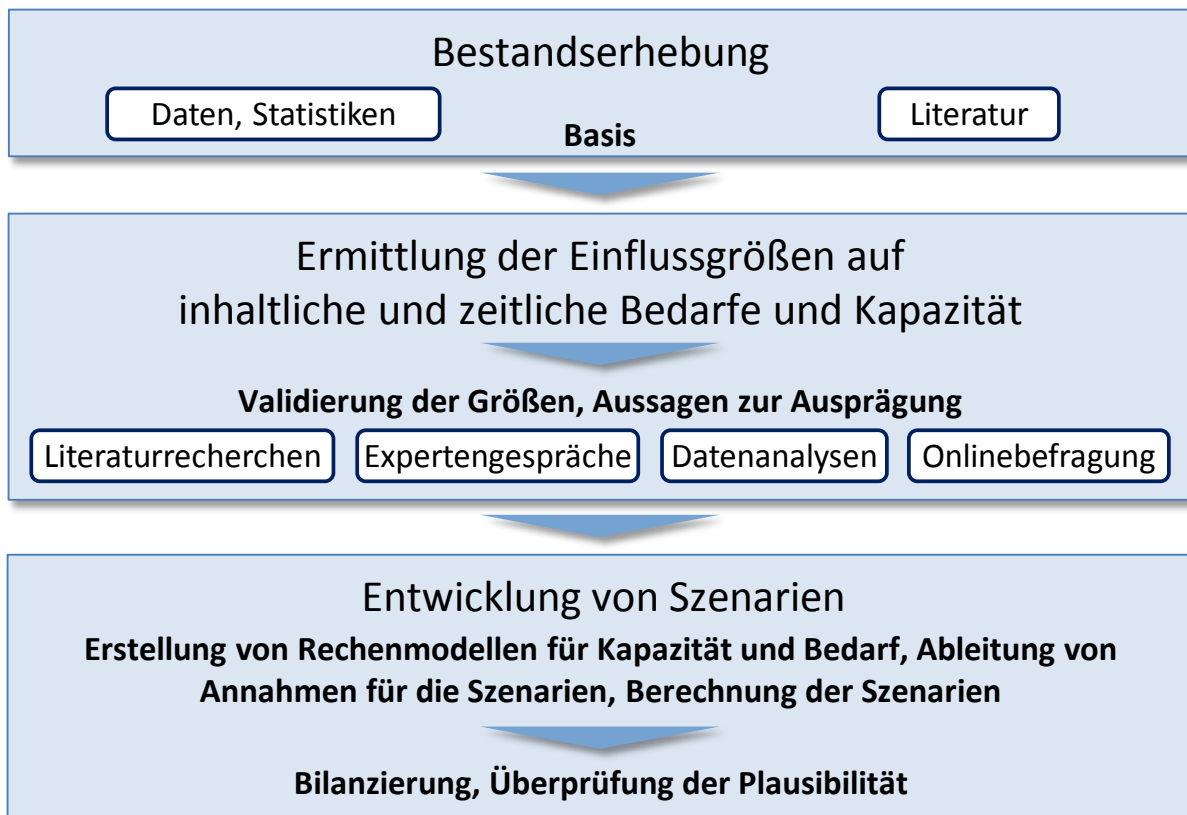 Bestandserhebung
Daten, Statistiken
Literatur
Basis
Ermittlung der Einflussgrößen auf
inhaltliche und zeitliche Bedarfe und Kapazität
Validierung der Größen, Aussagen zur Ausprägung
Literaturrecherchen
Expertengespräche
Datenanalysen
Onlinebefragung
Entwicklung von Szenarien
Erstellung von Rechenmodellen für Kapazität und Bedarf, Ableitung von
Annahmen für die Szenarien, Berechnung der Szenarien
Bilanzierung, Überprüfung der Plausibilität